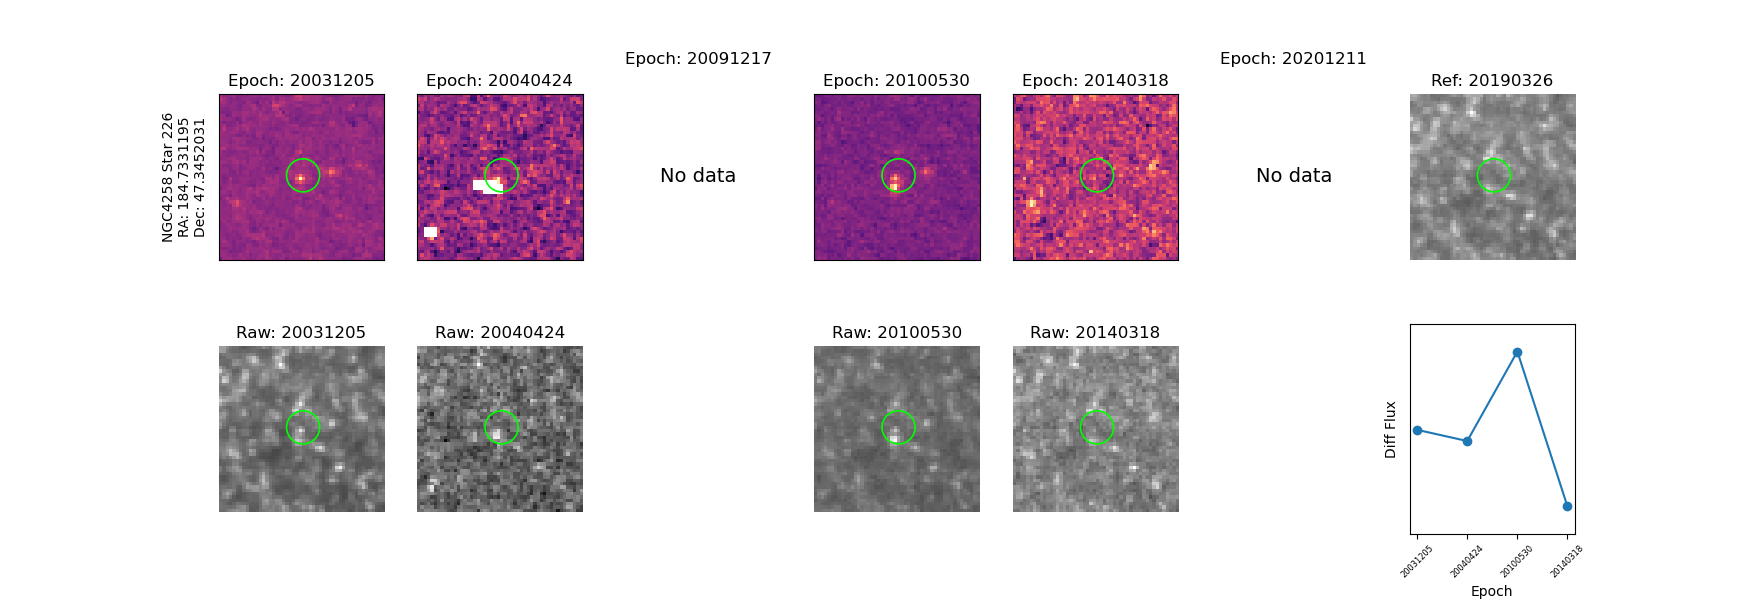 Epoch: 20091217
Epoch: 20201211
Epoch: 20031205
Epoch: 20040424
Epoch: 20100530
Epoch: 20140318
Ref: 20190326
NGC4258 Star 226
RA: 184.7331195
Dec: 47.3452031
No data
No data
Raw: 20031205
Raw: 20040424
Raw: 20100530
Raw: 20140318
Diff Flux
20031205
20040424
20100530
20140318
Epoch